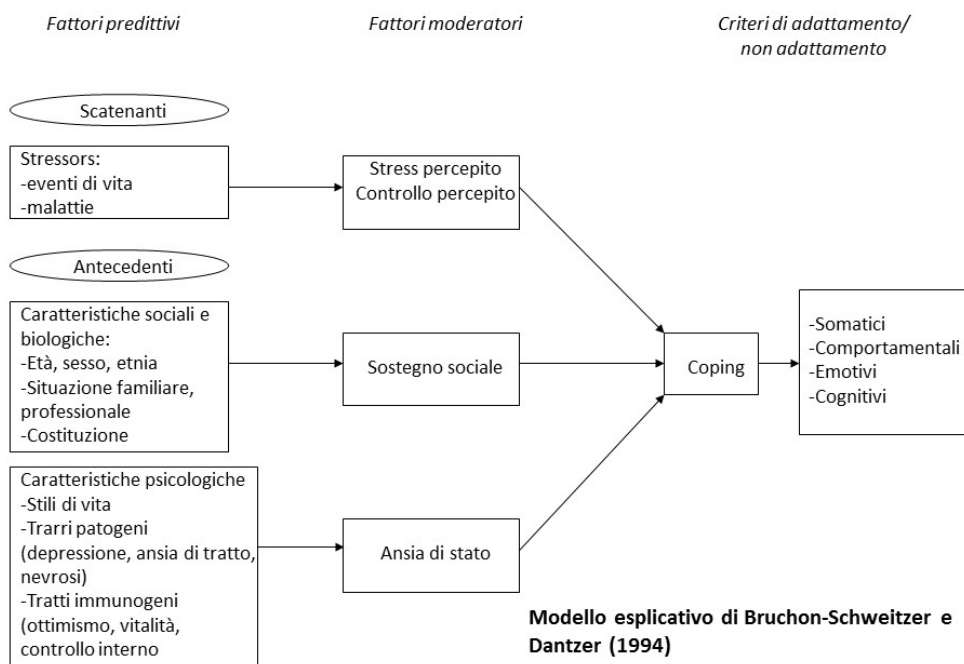 Fattori predittivi
Fattori moderatori
Criteri di adattamento/
non adattamento
Scatenanti
Stressors:
-eventi di vita
-malattie
Stress percepito
Controllo percepito
Antecedenti
Caratteristiche sociali e
biologiche:
-Età, sesso, etnia
-Situazione familiare,
professionale
-Costituzione
Sostegno sociale
Coping
-Somatici
-Comportamentali
-Emotivi
-Cognitivi
Caratteristiche psicologiche
-Stili di vita
-Trarri patogeni
(depressione, ansia di tratto,
nevrosi)
-Tratti immunogeni
(ottimismo, vitalità,
controllo interno
Ansia di stato
Modello esplicativo di Bruchon-Schweitzer e
Dantzer (1994)